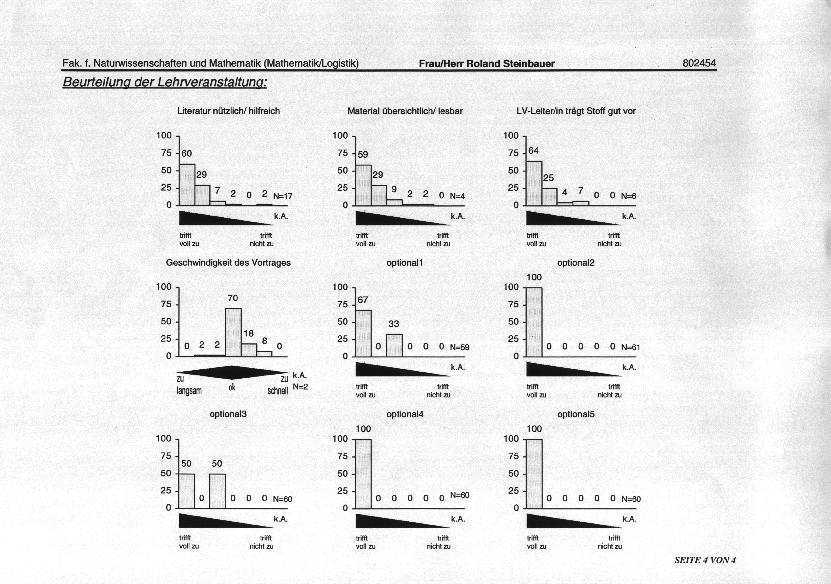 Fak. f. Naturwissenschaften und Mathematik (Mathematik/Logistik) Frau/Herr Roland Steinbauer 802454
Beurteilung der Lehrveranstaltung:
Literatur nützlich/ hilfreich Material übersichtlich/ lesbar LV-Leiter/in trägt Stoff gut vor
100 100 100
75 60 75 59 75 64
50 50 50
29 29 25
25 7 2 0 2 N=17 25 9 2 2 0 N=4 25 4 7 0 0 N=6
0 0 0
k.A. k.A. k.A.
trifft trifft trifft trifft trifft trifft
voll zu nicht zu voll zu nicht zu voll zu nicht zu
Geschwindigkeit des Vortrages optional1 optional2
100 100 100 100
75 70 75 67 75
50 50 50
25 18 25 33 25
0 2 2 8 0 0 0 0 0 N=59 0 0 0 0 0 N=61
0 0 0
k.A. k.A. k.A.
zu zu N=2 trifft trifft trifft trifft
langsam ok schnell voll zu nicht zu voll zu nicht zu
optional3 optional4 optional5
100 100 100 100 100
75 75 75
50 50 50 50 50
25 0 0 0 0 N=60 25 0 0 0 0 0 N=60 25 0 0 0 0 0 N=60
0 0 0
k.A. k.A. k.A.
trifft trifft trifft trifft trifft trifft
voll zu nicht zu voll zu nicht zu voll zu nicht zu
SEITE 4 VON 4